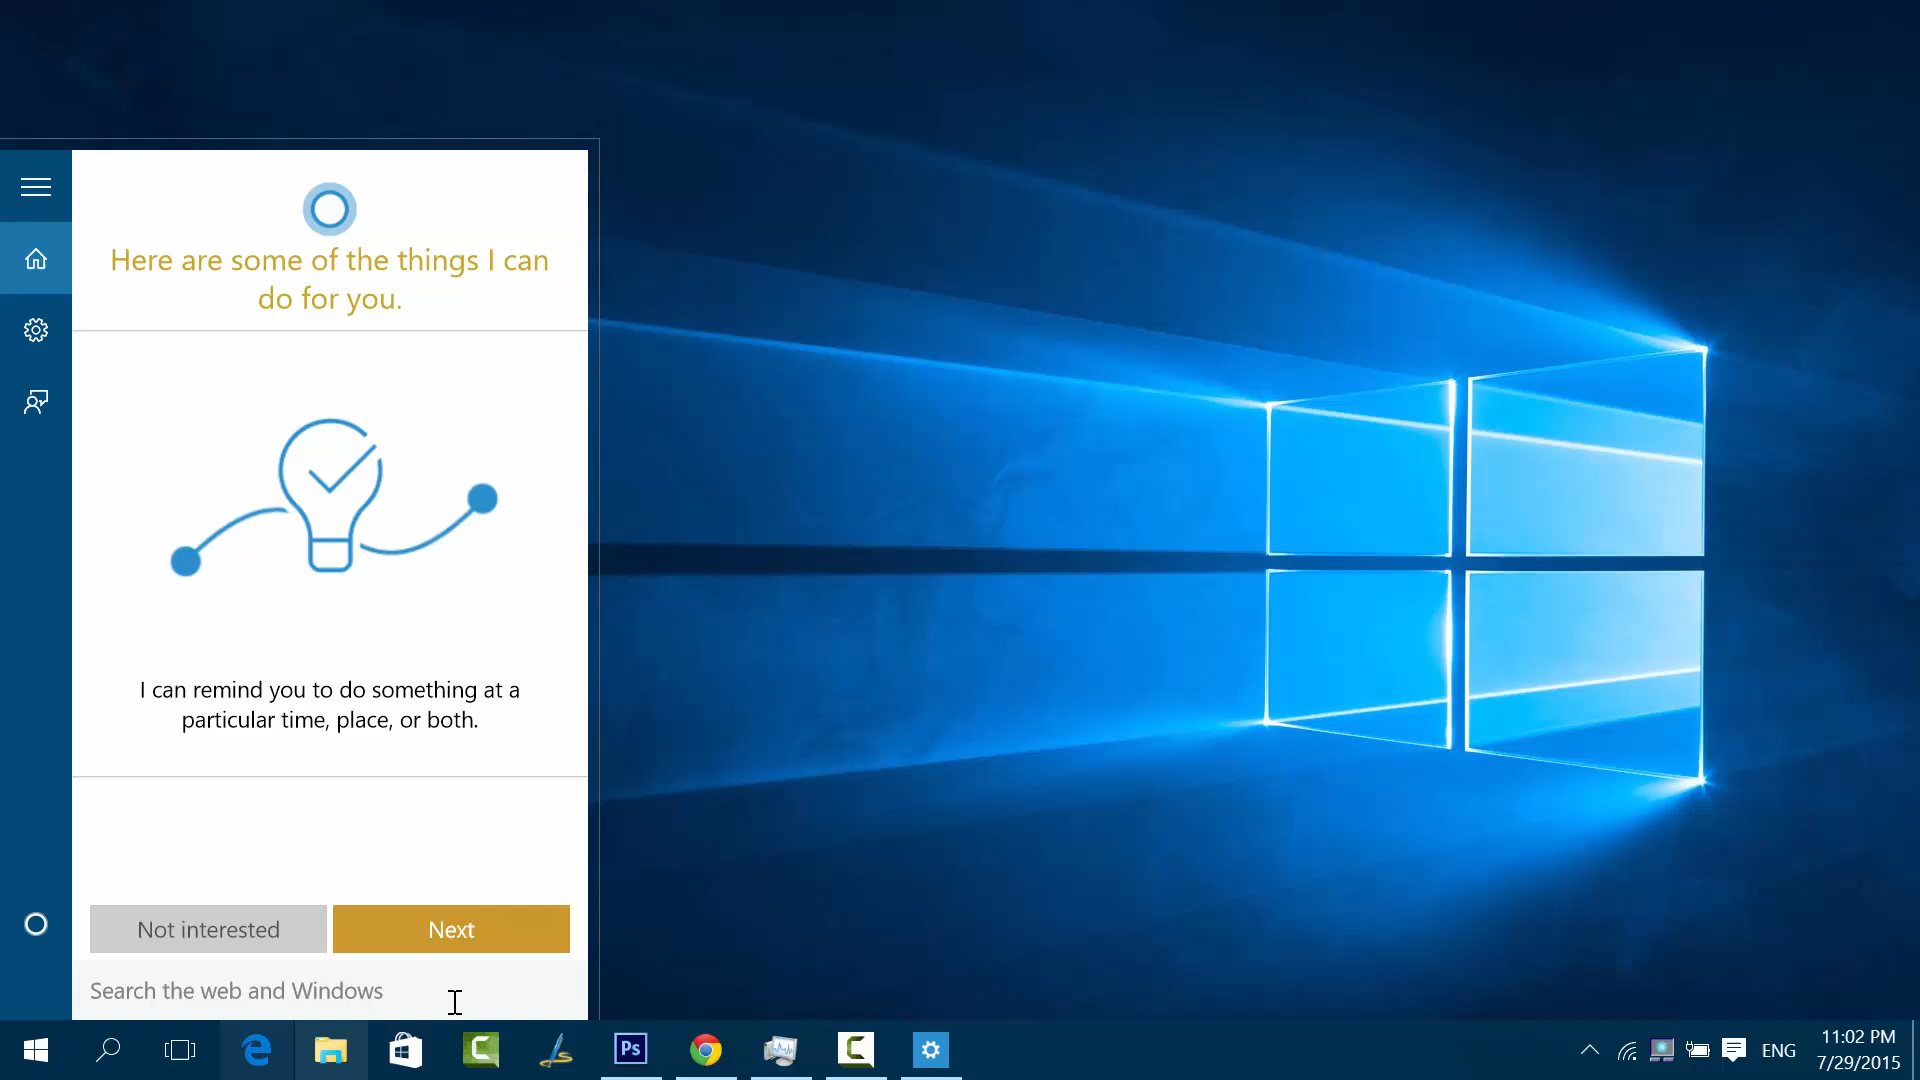 Here are some of the things I can
do for you.
I can remind you to do something at a
particular time, place, or both.
Not interested
Next
Search the web and Windows
Ps
ENG
11:02 PM
7/29/2015